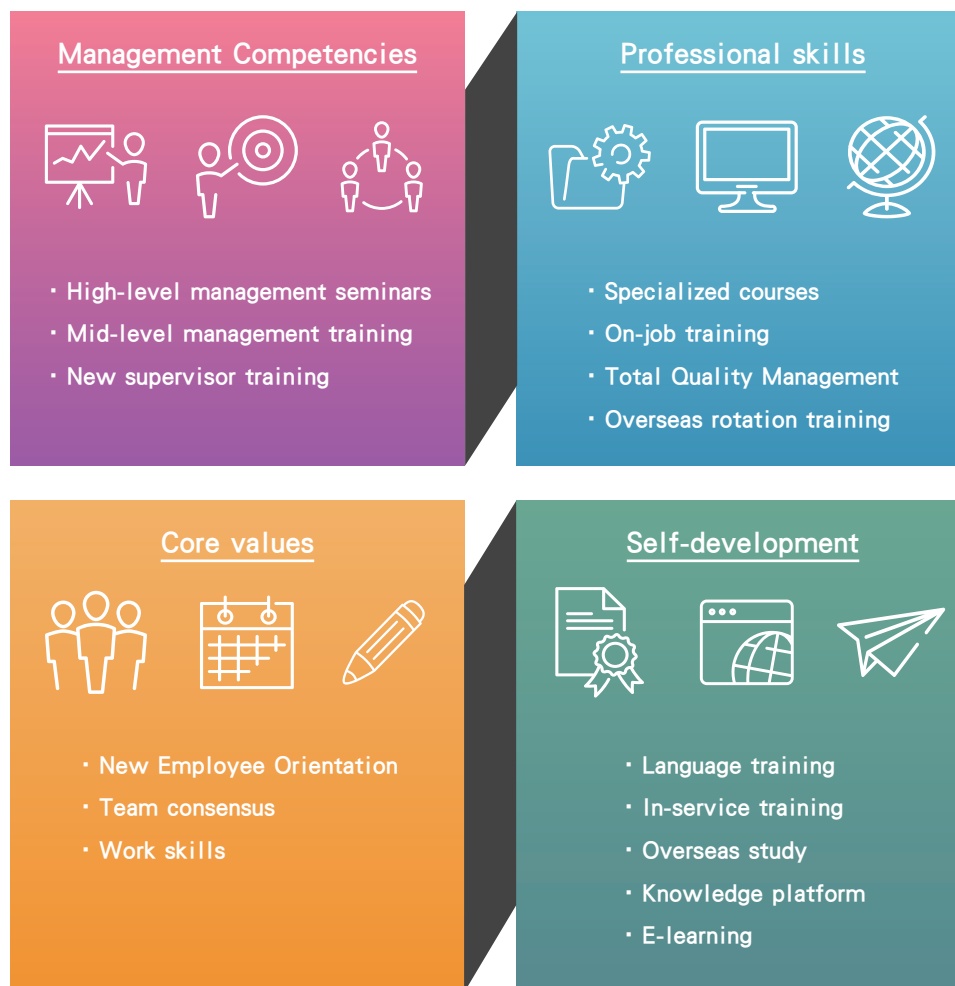 Management Competencies
· High-level management seminars
· Mid-level management training
· New supervisor training
Professional skills
· Specialized courses
· On-job training
· Total Quality Management
· Overseas rotation training
Core values
· New Employee Orientation
· Team consensus
· Work skills
Self-development
· Language training
· In-service training
· Overseas study
· Knowledge platform
· E-learning